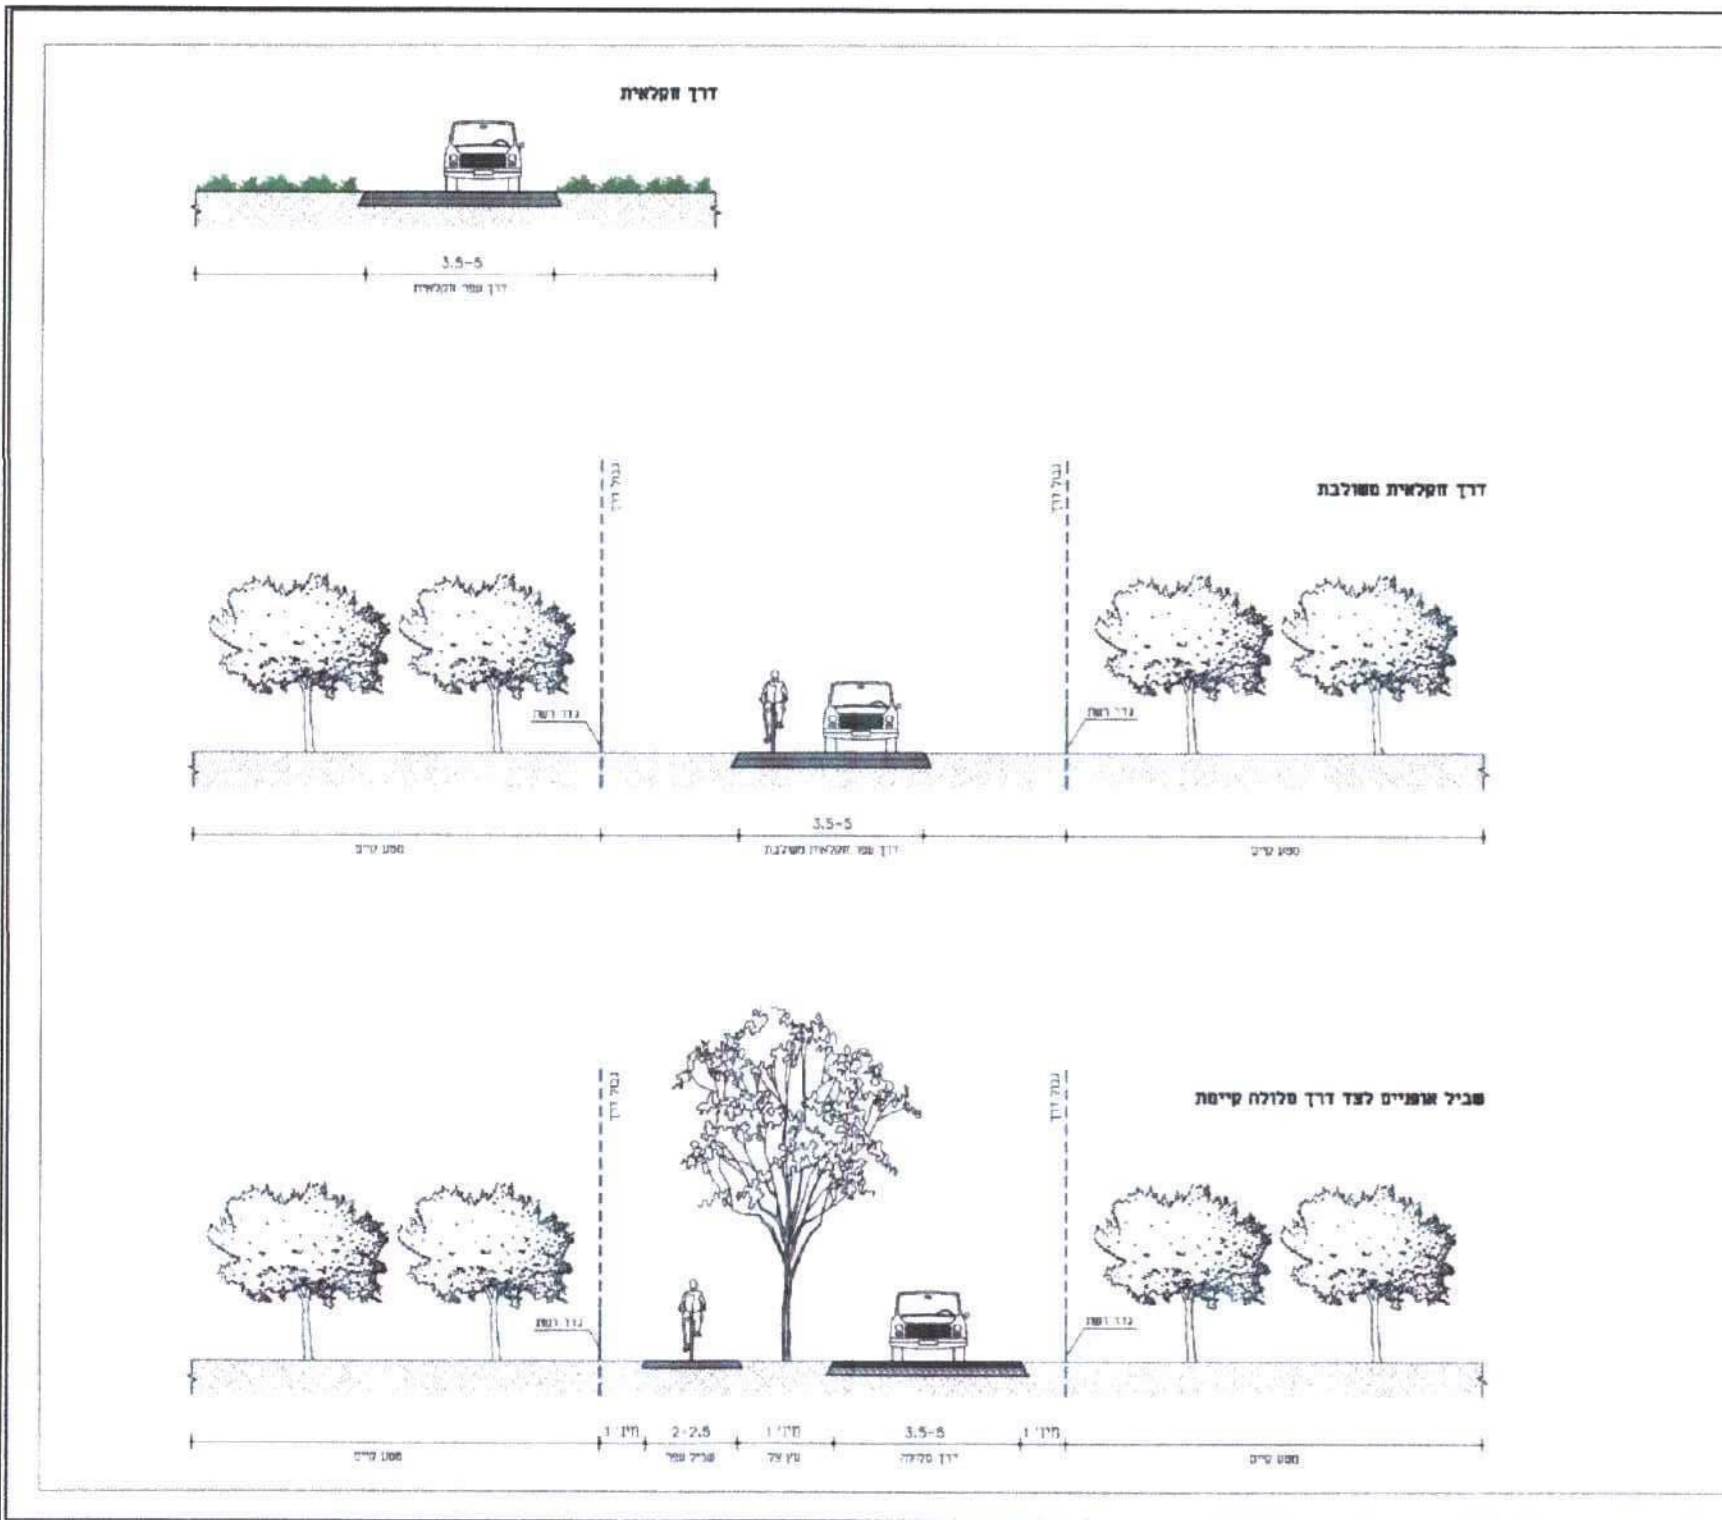 דרך חקלאית
3.5-5
דרך עפר חקלאית
דרך חקלאית משולבת
גבול דרך
גבול דרך
גדר רשת
גדר רשת
3.5-5
מטע קיים
דרך עפר חקלאית משולבת
מטע קיים
שביל אופניים לצד דרך סלולה קיימת
גבול דרך
גבול דרך
גדר רשת
גדר רשת
מינ' 1
3.5-5
מינ' 1
2-2.5
מינ' 1
מטע קיים
דרך סלולה
עץ צל
שביל עפר
מטע קיים